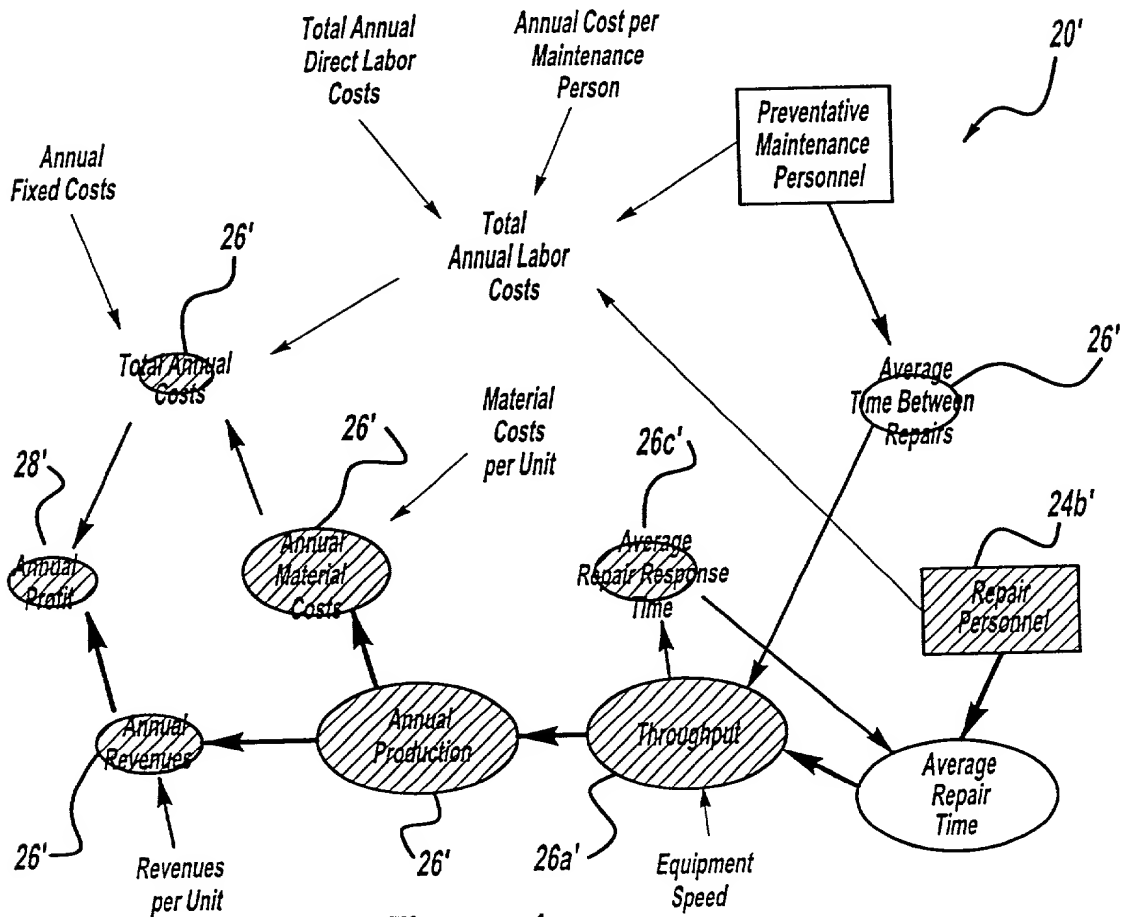 Total Annual
Direct Labor
Costs
Annual Cost per
Maintenance
Person
20'
Preventative
Maintenance
Personnel
Annual
Fixed Costs
Total
Annual Labor
Costs
26'
Total Annual
Costs
Average
Time Between
Repairs
26'
Material
Costs
per Unit
26'
26c'
28'
24b'
Annual
Profit
Annual
Material
Costs
Average
Repair Response
Time
Repair
Personnel
Annual
Revenues
Annual
Production
Throughput
Average
Repair
Time
26'
Revenues
per Unit
26'
26a'
Equipment
Speed